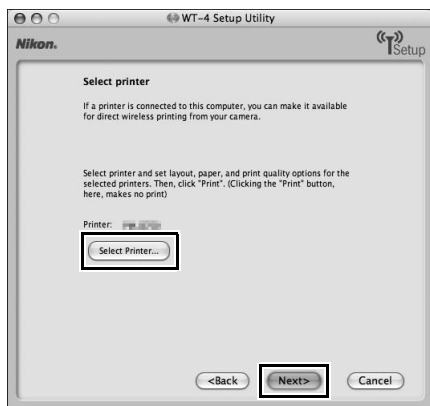 WT-4 Setup Utility
Nikon.
Setup
Select printer
If a printer is connected to this computer, you can make it available
for direct wireless printing from your camera.
Select printer and set layout, paper, and print quality options for the
selected printers. Then, click "Print". (Clicking the "Print" button,
here, makes no print)
Printer:
Select Printer...
<Back Next> Cancel